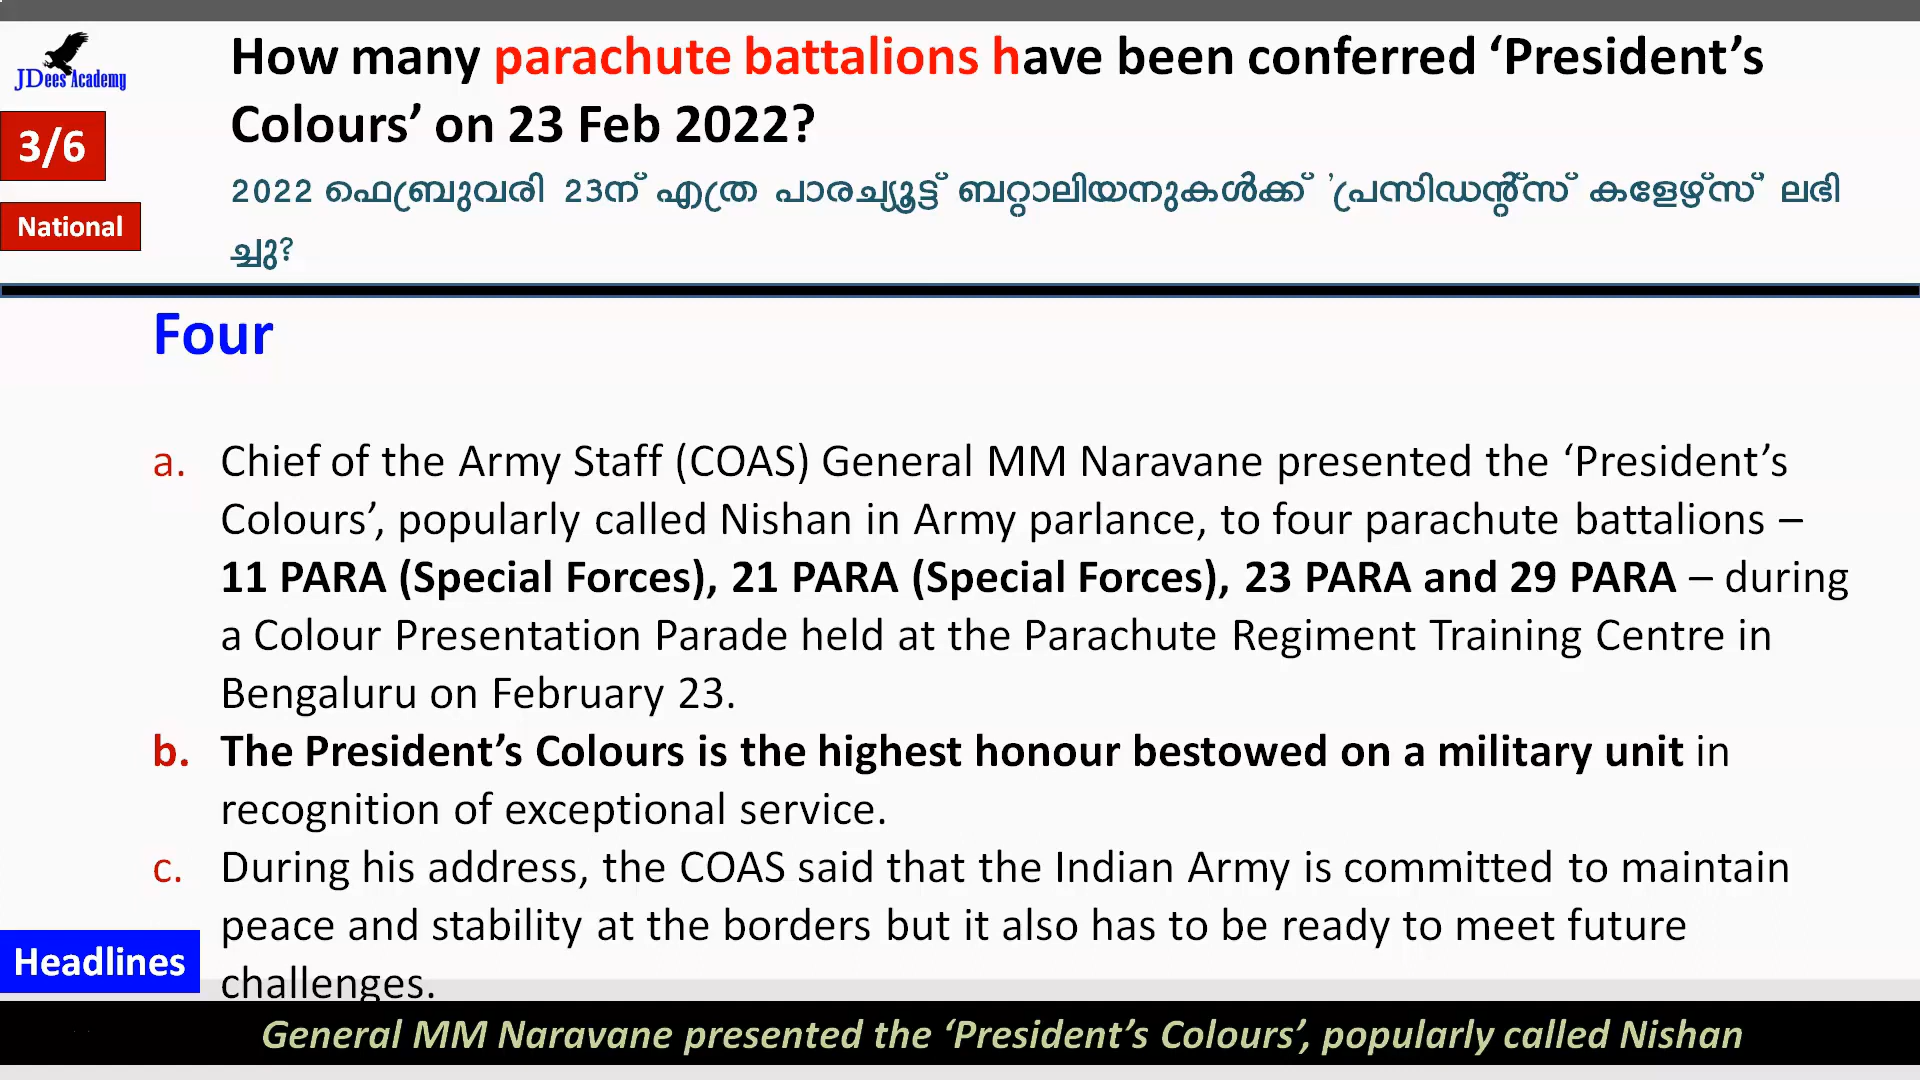 JDees Academy
How many parachute battalions have been conferred ‘President’s
Colours’ on 23 Feb 2022?
3/6
2022 ഫെബ്രുവരി 23ന് എത്ര പാരച്യൂട്ട് ബറ്റാലിയനുകൾക്ക് 'പ്രസിഡന്റ്സ് കളേഴ്സ്' ലഭി
National
ച്ചു?
Four
a. Chief of the Army Staff (COAS) General MM Naravane presented the ‘President’s
Colours’, popularly called Nishan in Army parlance, to four parachute battalions –
11 PARA (Special Forces), 21 PARA (Special Forces), 23 PARA and 29 PARA – during
a Colour Presentation Parade held at the Parachute Regiment Training Centre in
Bengaluru on February 23.
b. The President’s Colours is the highest honour bestowed on a military unit in
recognition of exceptional service.
c. During his address, the COAS said that the Indian Army is committed to maintain
peace and stability at the borders but it also has to be ready to meet future
challenges.
Headlines
General MM Naravane presented the ‘President’s Colours’, popularly called Nishan